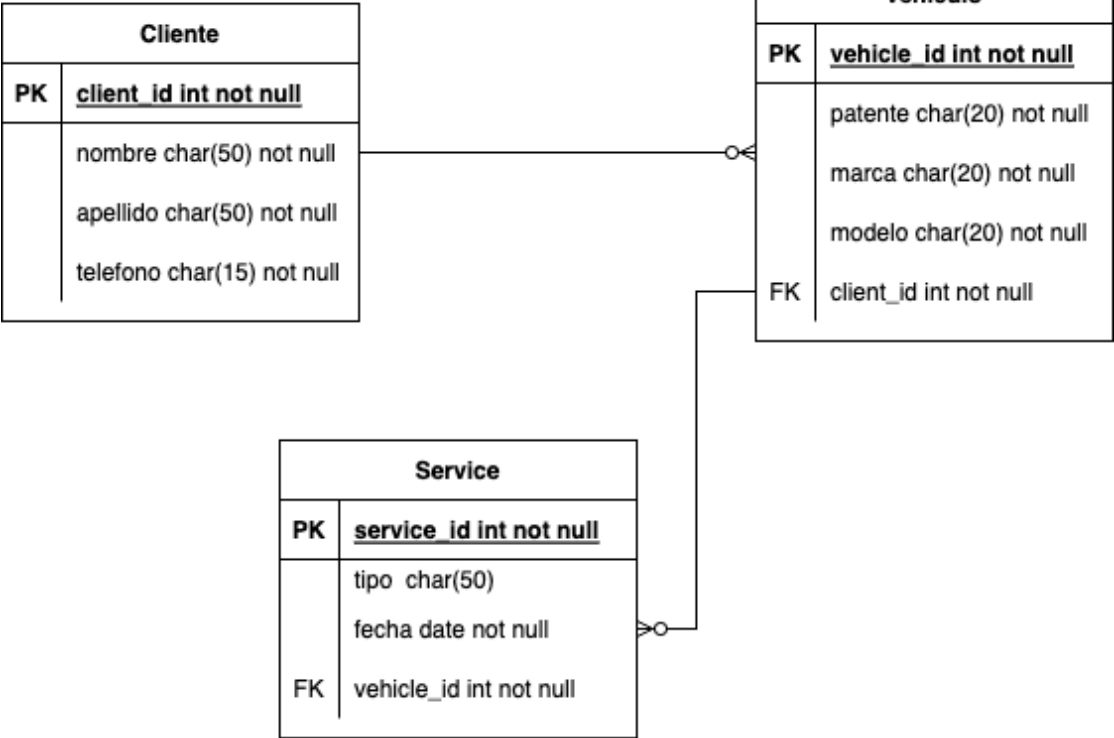 Cliente
PK client_id int not null
nombre char(50) not null
apellido char(50) not null
telefono char(15) not null
PK vehicle_id int not null
patente char(20) not null
marca char(20) not null
modelo char(20) not null
FK client_id int not null
Service
PK service_id int not null
tipo char(50)
fecha date not null
FK vehicle_id int not null